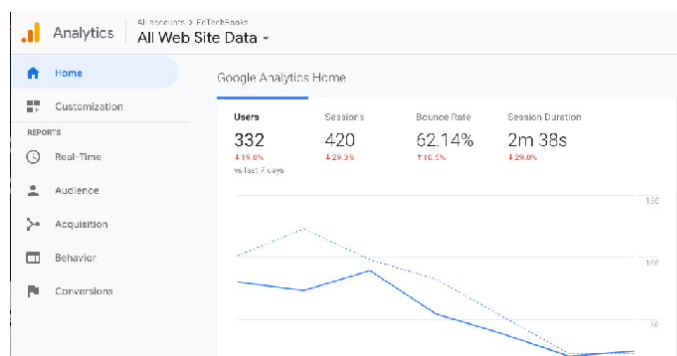 All accounts > EdTechBooks
Analytics
All Web Site Data
Home
Customization
REPORTS
Real-Time
Audience
Acquisition
Behavior
Conversions
Google Analytics Home
Users
332
19.8%
vs last 7 days
Sessions
420
29.3%
Bounce Rate
62.14%
10.5%
Session Duration
2m 38s
29.8%
150
100
50